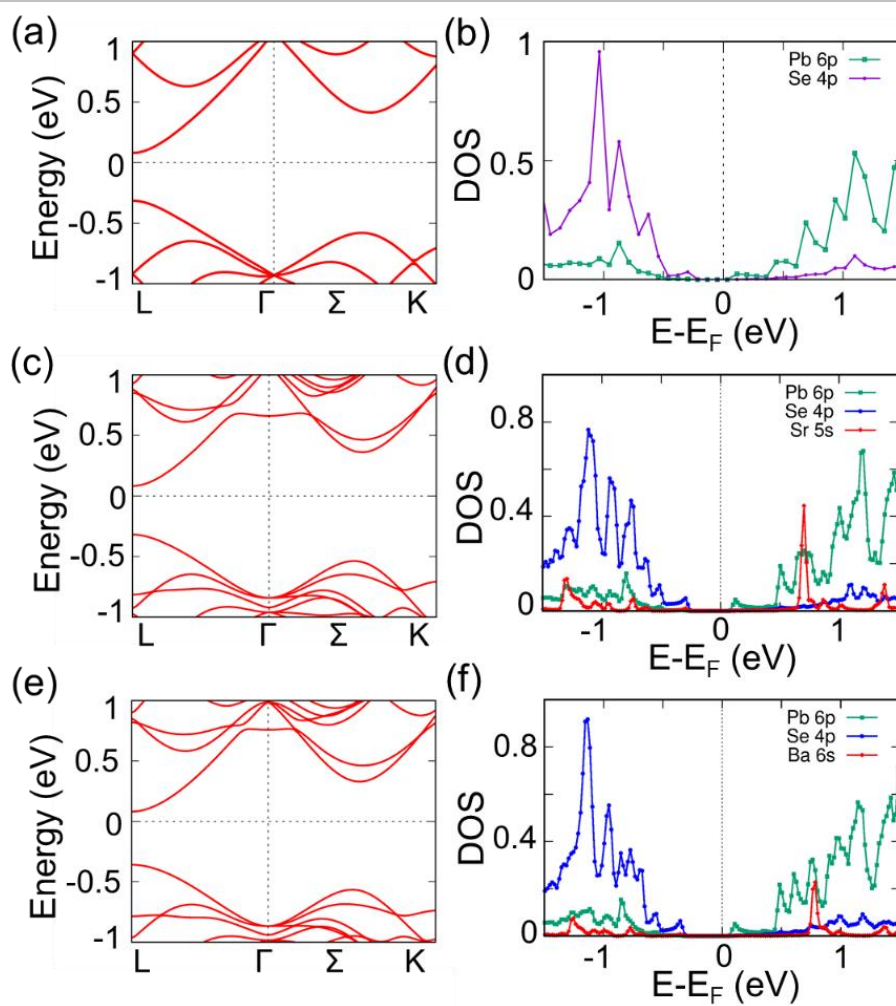 (a)
1
0.5
0
-0.5
-1
Energy (eV)
L Γ Σ K
(b)
Pb 6p
Se 4p
1
0.5
0
DOS
-1 0 1
E-E_F (eV)
(c)
1
0.5
0
-0.5
-1
Energy (eV)
L Γ Σ K
(d)
Pb 6p
Se 4p
Sr 5s
0.8
0.4
0
DOS
-1 0 1
E-E_F (eV)
(e)
1
0.5
0
-0.5
-1
Energy (eV)
L Γ Σ K
(f)
Pb 6p
Se 4p
Ba 6s
0.8
0.4
0
DOS
-1 0 1
E-E_F (eV)